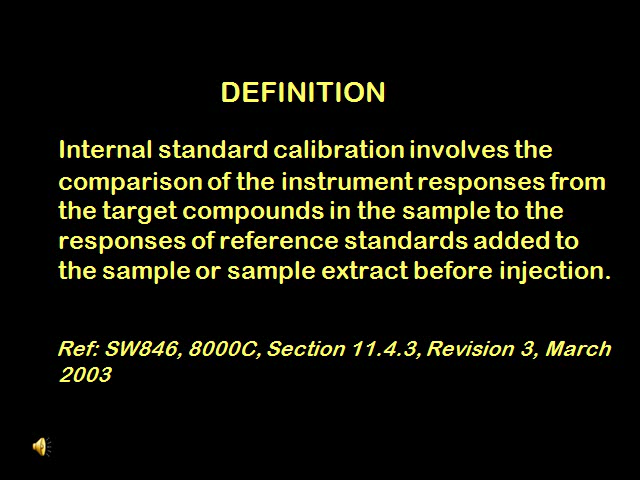 DEFINITION
Internal standard calibration involves the
comparison of the instrument responses from
the target compounds in the sample to the
responses of reference standards added to
the sample or sample extract before injection.
Ref: SW846, 8000C, Section 11.4.3, Revision 3, March
2003